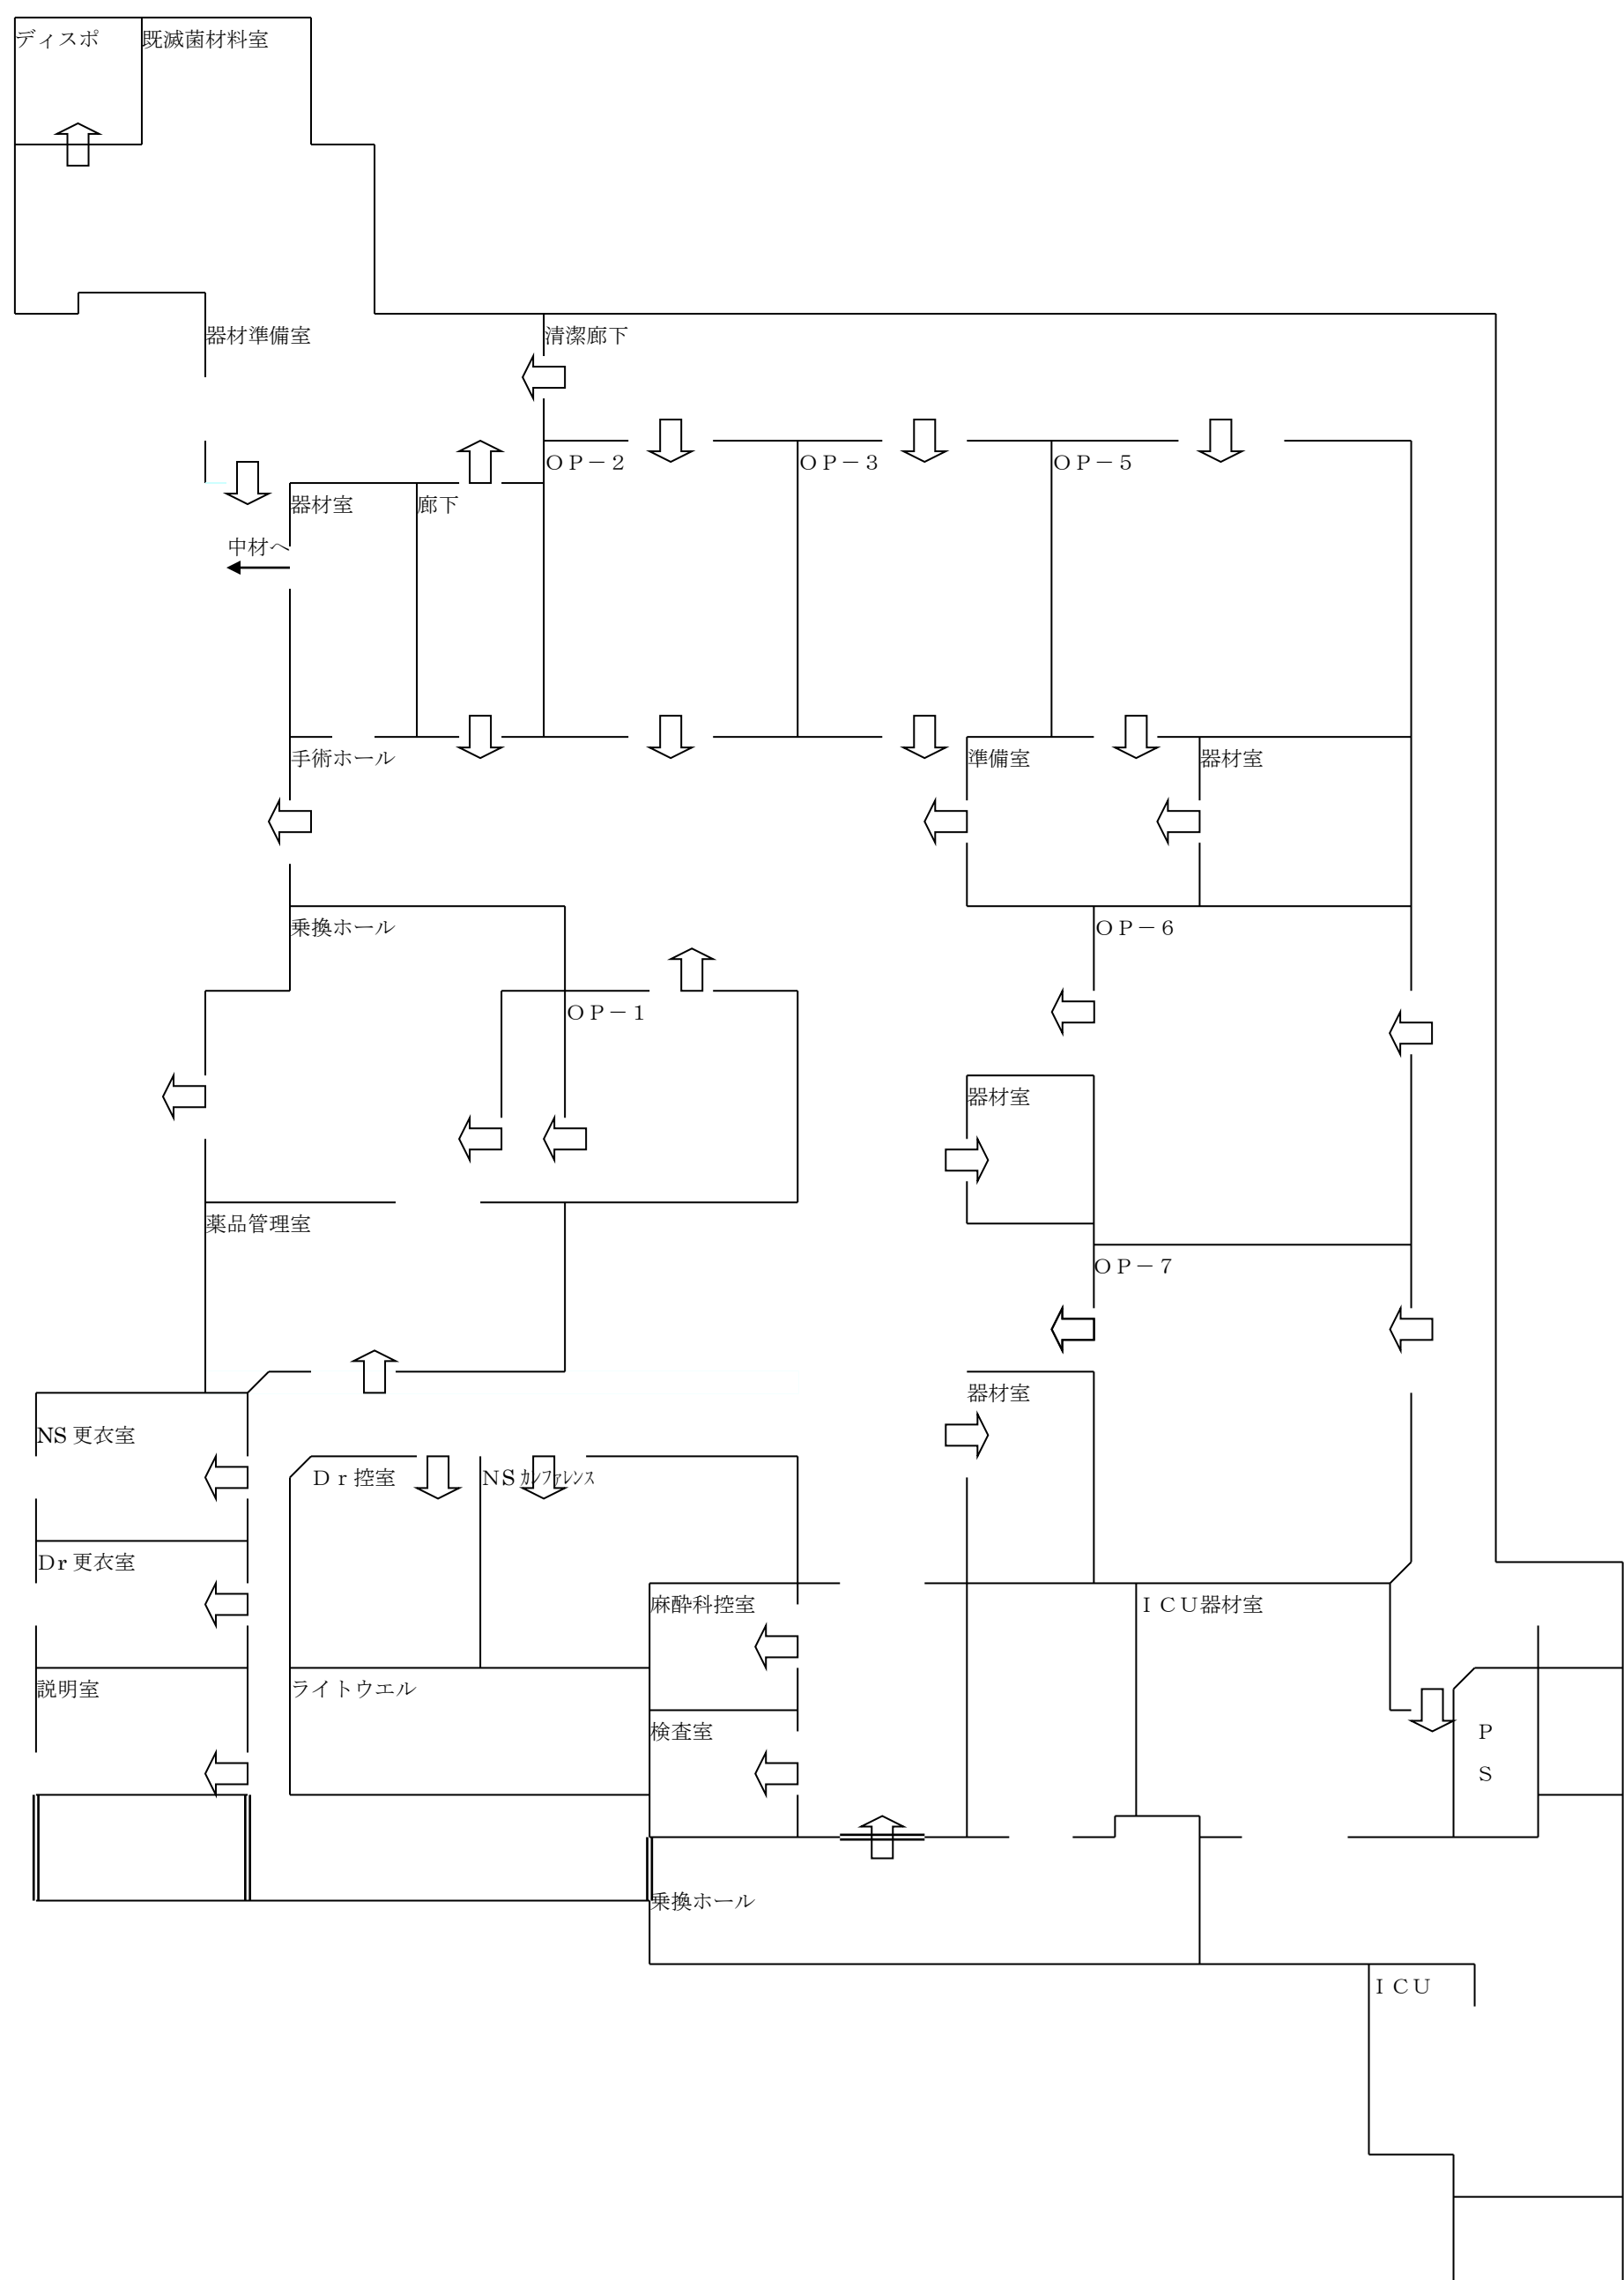 ディスポ
既滅菌材料室
器材準備室
清潔廊下
ＯＰ－２
ＯＰ－３
ＯＰ－５
器材室
廊下
中材へ
手術ホール
準備室
器材室
乗換ホール
ＯＰ－６
ＯＰ－１
器材室
薬品管理室
ＯＰ－７
器材室
NS 更衣室
Ｄｒ控室
NS ｶﾝﾌｧﾚﾝｽ
Dr 更衣室
麻酔科控室
ＩＣＵ器材室
説明室
ライトウエル
検査室
Ｐ
Ｓ
乗換ホール
ＩＣＵ